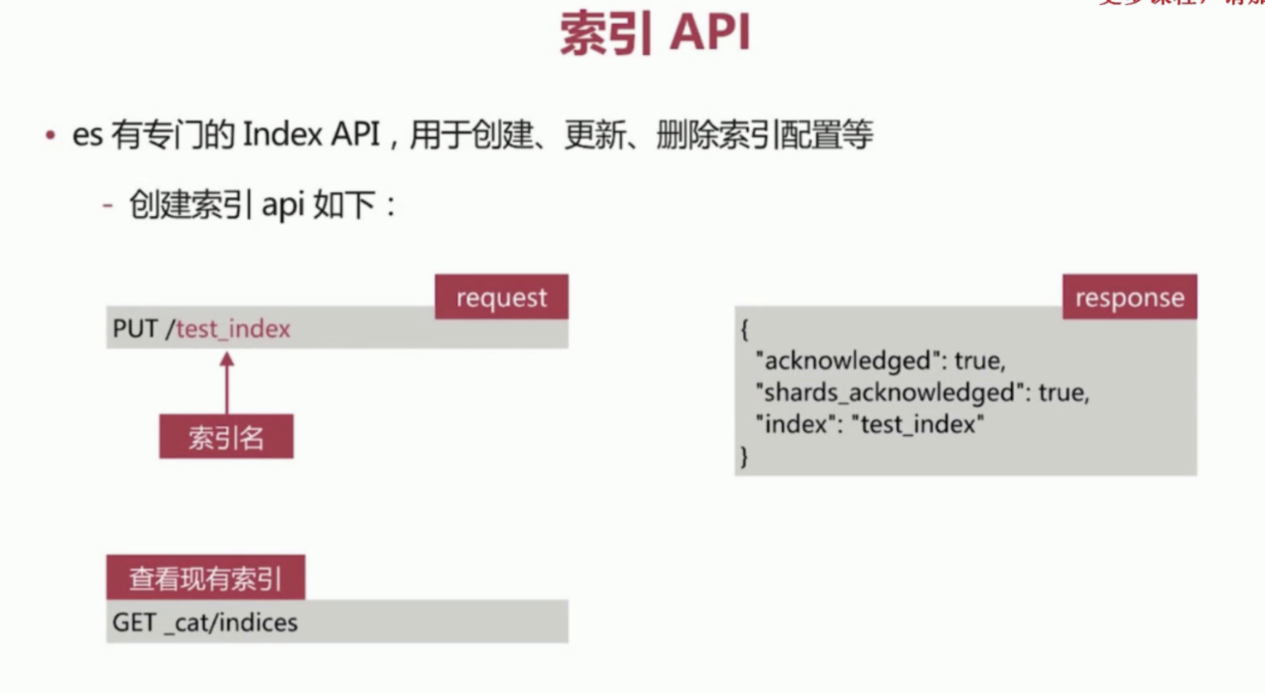 索引 API
• es 有专门的 Index API，用于创建、更新、删除索引配置等
- 创建索引 api 如下：
request
PUT /test_index
索引名
response
{
"acknowledged": true,
"shards_acknowledged": true,
"index": "test_index"
}
查看现有索引
GET _cat/indices